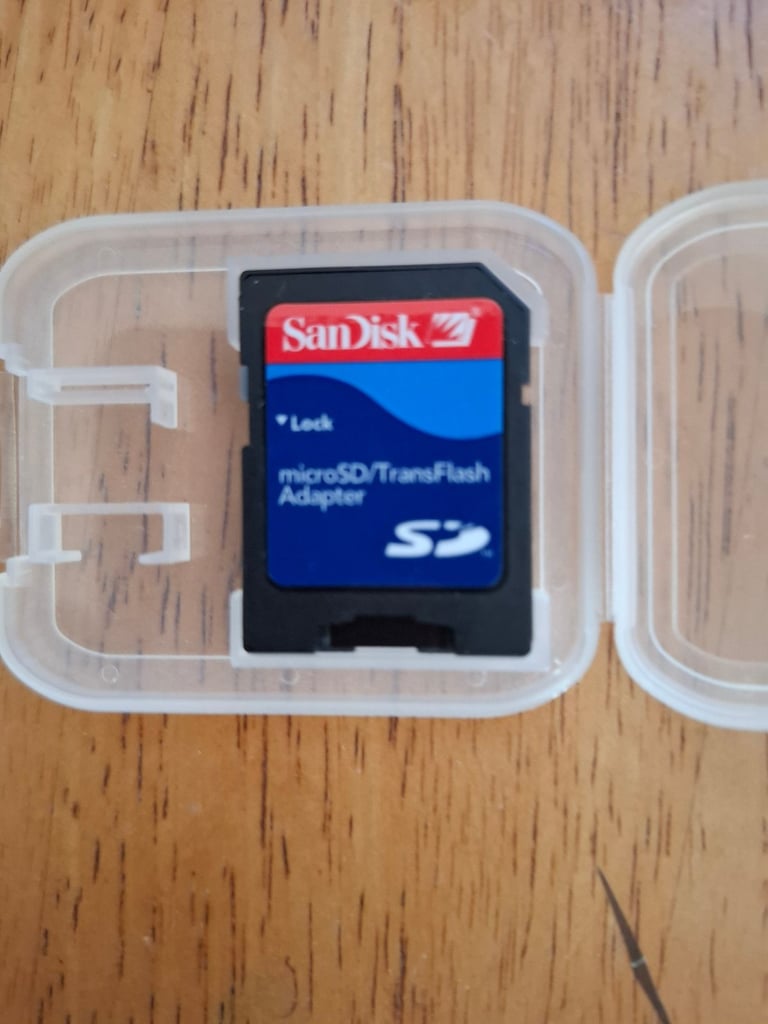 SanDisk
Lock
microSD/TransFlash
Adapter
SD